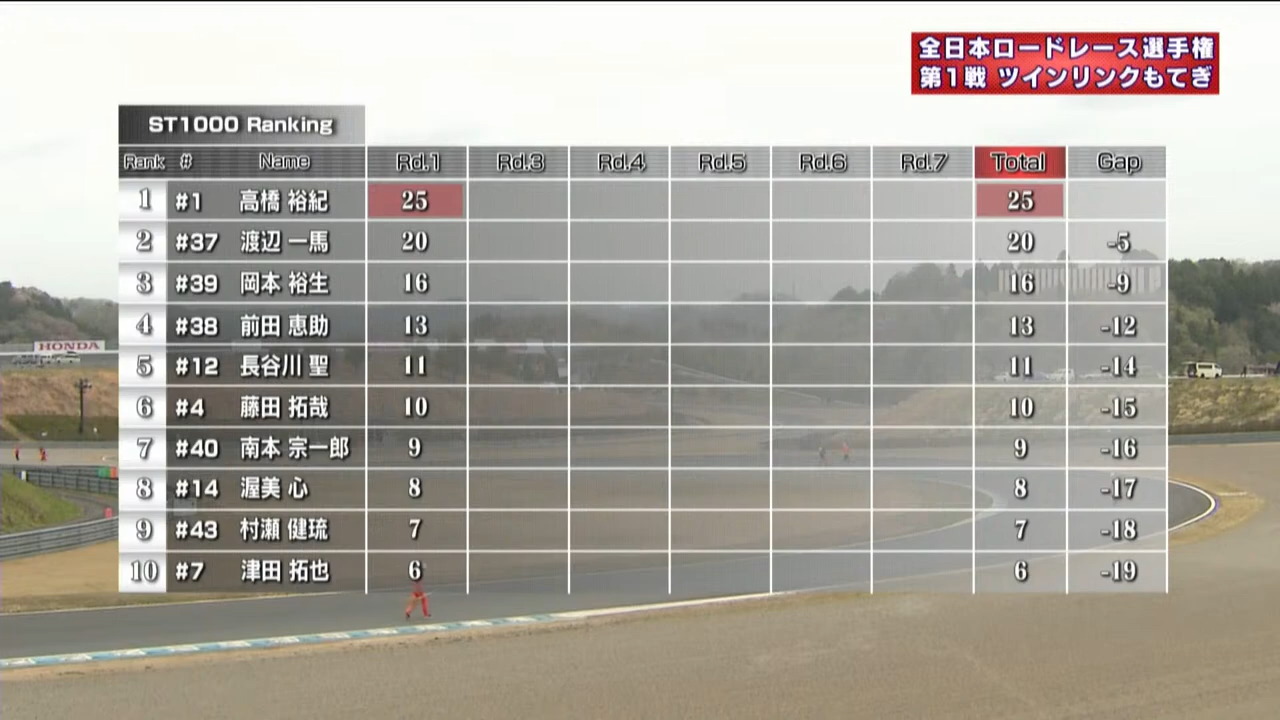 全日本ロードレース選手権
第1戦 ツインリンクもてぎ
ST1000 Ranking
Rank # Name Rd.1 Rd.3 Rd.4 Rd.5 Rd.6 Rd.7 Total Gap
1 #1 高橋 裕紀 25 25
2 #37 渡辺 一馬 20 20 -5
3 #39 岡本 裕生 16 16 -9
4 #38 前田 恵助 13 13 -12
HONDA
5 #12 長谷川 聖 11 11 -14
6 #4 藤田 拓哉 10 10 -15
7 #40 南本 宗一郎 9 9 -16
8 #14 渥美 心 8 8 -17
9 #43 村瀬 健琉 7 7 -18
10 #7 津田 拓也 6 6 -19